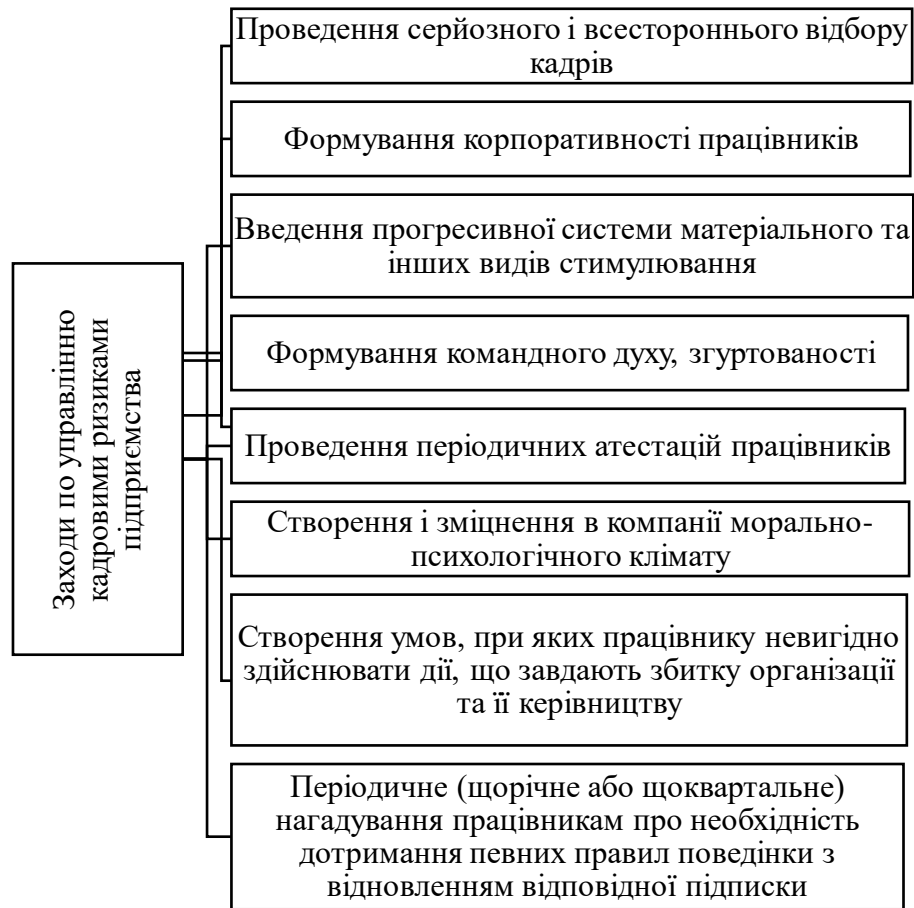 Заходи по управлінню
кадровими ризиками
підприємства
Проведення серйозного і всестороннього відбору
кадрів
Формування корпоративності працівників
Введення прогресивної системи матеріального та
інших видів стимулювання
Формування командного духу, згуртованості
Проведення періодичних атестацій працівників
Створення і зміцнення в компанії морально-
психологічного клімату
Створення умов, при яких працівнику невигідно
здійснювати дії, що завдають збитку організації
та її керівництву
Періодичне (щорічне або щоквартальне)
нагадування працівникам про необхідність
дотримання певних правил поведінки з
відновленням відповідної підписки